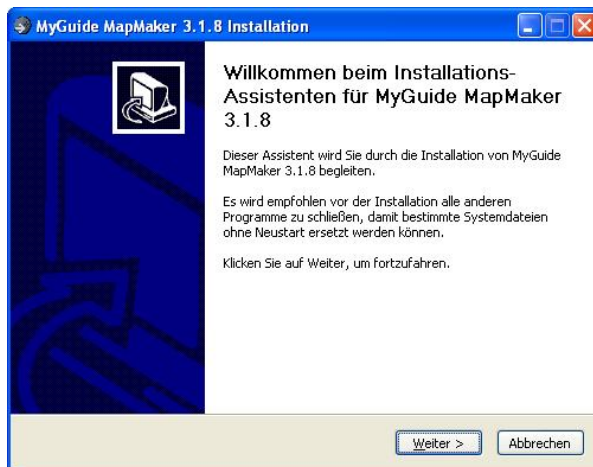 MyGuide MapMaker 3.1.8 Installation
Willkommen beim Installations-
Assistenten für MyGuide MapMaker
3.1.8
Dieser Assistent wird Sie durch die Installation von MyGuide
MapMaker 3.1.8 begleiten.
Es wird empfohlen vor der Installation alle anderen
Programme zu schließen, damit bestimmte Systemdateien
ohne Neustart ersetzt werden können.
Klicken Sie auf Weiter, um fortzufahren.
Weiter >
Abbrechen